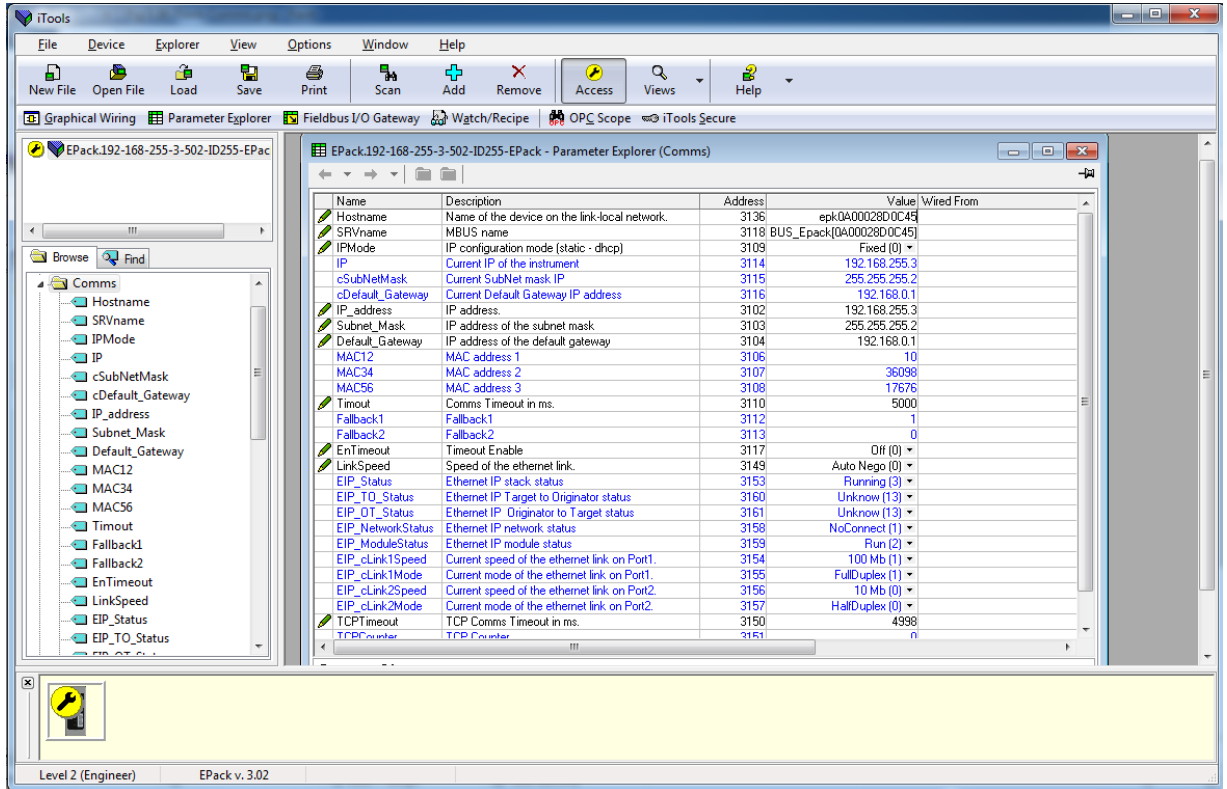 iTools
File Device Explorer View Options Window Help
New File Open File Load Save Print Scan Add Remove Access Views Help
Graphical Wiring Parameter Explorer Fieldbus I/O Gateway Watch/Recipe OPC Scope iTools Secure
EPack.192-168-255-3-502-ID255-EPac
Browse Find
Comms
Hostname
SRVname
IPMode
IP
cSubNetMask
cDefault_Gateway
IP_address
Subnet_Mask
Default_Gateway
MAC12
MAC34
MAC56
Timout
Fallback1
Fallback2
EnTimeout
LinkSpeed
EIP_Status
EIP_TO_Status
EPack.192-168-255-3-502-ID255-EPack - Parameter Explorer (Comms)
Name Description Address Value Wired From
Hostname Name of the device on the link-local network. 3136 epk0A00028D0C45
SRVname MBUS name 3118 BUS_Epack[0A00028D0C45]
IPMode IP configuration mode (static - dhcp) 3109 Fixed (0)
IP Current IP of the instrument 3114 192.168.255.3
cSubNetMask Current SubNet mask IP 3115 255.255.255.2
cDefault_Gateway Current Default Gateway IP address 3116 192.168.0.1
IP_address IP address. 3102 192.168.255.3
Subnet_Mask IP address of the subnet mask 3103 255.255.255.2
Default_Gateway IP address of the default gateway 3104 192.168.0.1
MAC12 MAC address 1 3106 10
MAC34 MAC address 2 3107 36098
MAC56 MAC address 3 3108 17676
Timout Comms Timeout in ms. 3110 5000
Fallback1 Fallback1 3112 1
Fallback2 Fallback2 3113 0
EnTimeout Timeout Enable 3117 Off (0)
LinkSpeed Speed of the ethernet link. 3149 Auto Nego (0)
EIP_Status Ethernet IP stack status 3153 Running (3)
EIP_TO_Status Ethernet IP Target to Originator status 3160 Unknow (13)
EIP_OT_Status Ethernet IP Originator to Target status 3161 Unknow (13)
EIP_NetworkStatus Ethernet IP network status 3158 NoConnect (1)
EIP_ModuleStatus Ethernet IP module status 3159 Run (2)
EIP_cLink1Speed Current speed of the ethernet link on Port1. 3154 100 Mb (1)
EIP_cLink1Mode Current mode of the ethernet link on Port1. 3155 FullDuplex (1)
EIP_cLink2Speed Current speed of the ethernet link on Port2. 3156 10 Mb (0)
EIP_cLink2Mode Current mode of the ethernet link on Port2. 3157 HalfDuplex (0)
TCPTimeout TCP Comms Timeout in ms. 3150 4998
TCPCounter TCP Counter 3151 0
Level 2 (Engineer) EPack v. 3.02